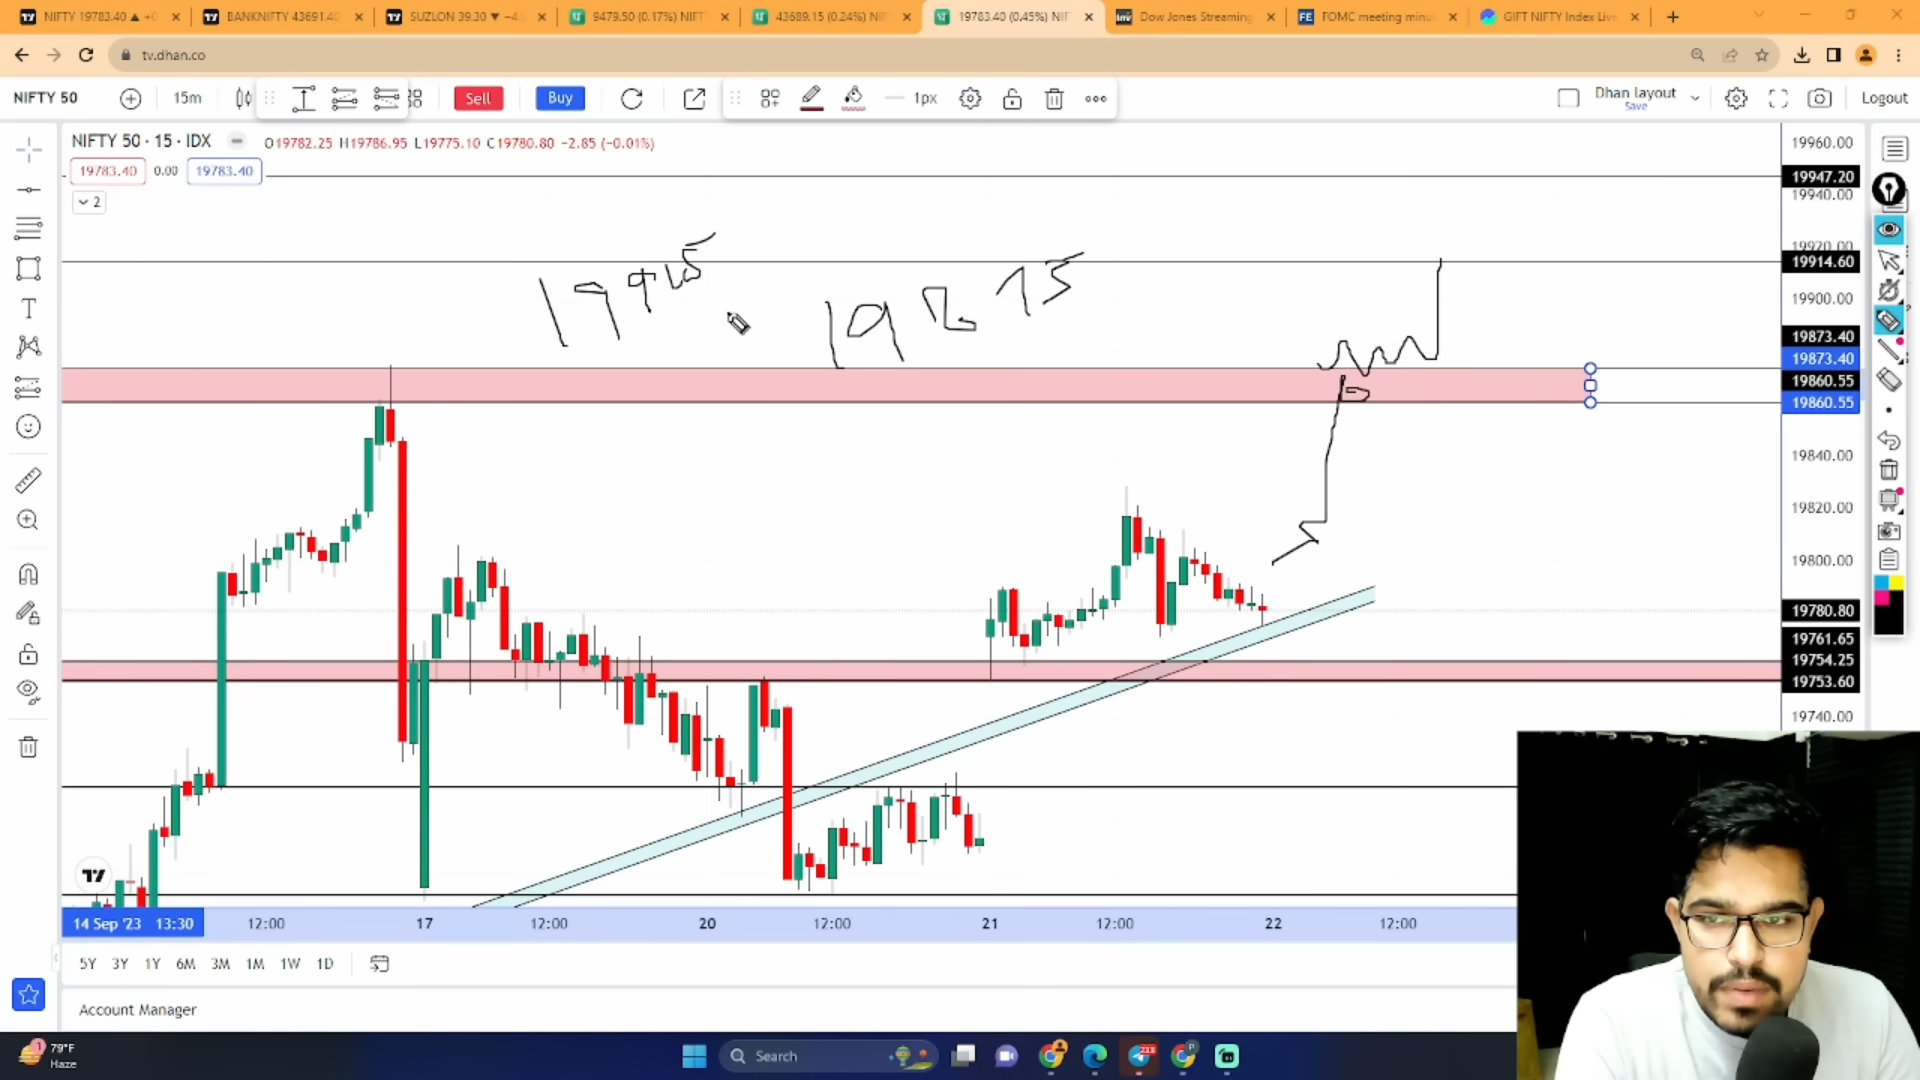 NIFTY 19783.40 ▲ +0
BANKNIFTY 43691.40
SUZLON 39.30 ▼ −4.
9479.50 (0.17%) NIFT
43689.15 (0.24%) NIF
19783.40 (0.45%) NIF
Dow Jones Streaming
FOMC meeting minu
GIFT NIFTY Index Live
tv.dhan.co
NIFTY 50
15m
Sell
Buy
1px
Dhan layout
Save
Logout
NIFTY 50 · 15 · IDX
O19782.25 H19786.95 L19775.10 C19780.80 −2.85 (−0.01%)
19783.40 0.00 19783.40
2
19960.00
19947.20
19940.00
19920.00
19914.60
19900.00
19873.40
19873.40
19860.55
19860.55
19840.00
19820.00
19800.00
19780.80
19761.65
19754.25
19753.60
19740.00
19915
19875
14 Sep '23 13:30
12:00
17
12:00
20
12:00
21
12:00
22
12:00
5Y 3Y 1Y 6M 3M 1M 1W 1D
Account Manager
79°F
Haze
Search